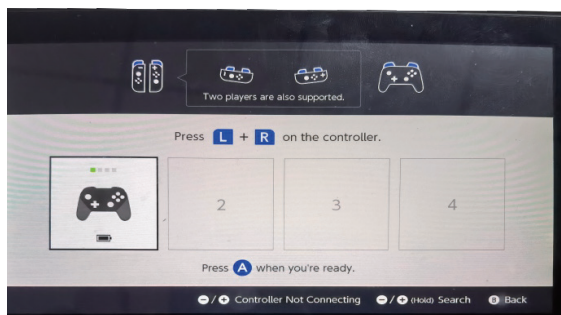 Two players are also supported.
Press L + R on the controller.
2
3
4
Press A when you're ready.
-/+ Controller Not Connecting -/+ (Hold) Search B Back